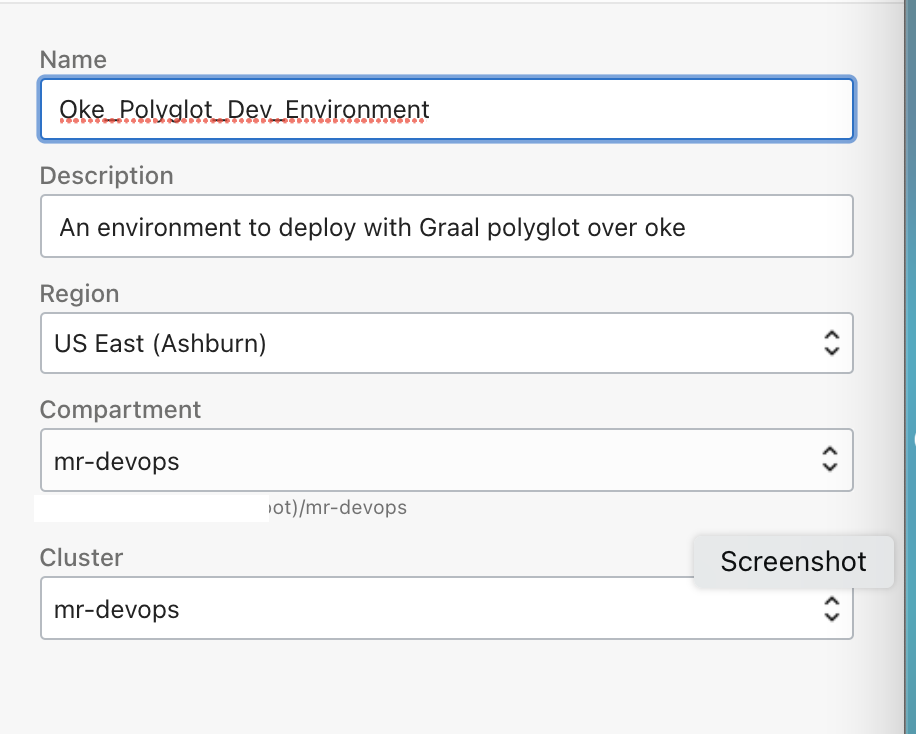 Name
Oke_Polyglot_Dev_Environment
Description
An environment to deploy with Graal polyglot over oke
Region
US East (Ashburn)
Compartment
mr-devops
oot)/mr-devops
Cluster
Screenshot
mr-devops